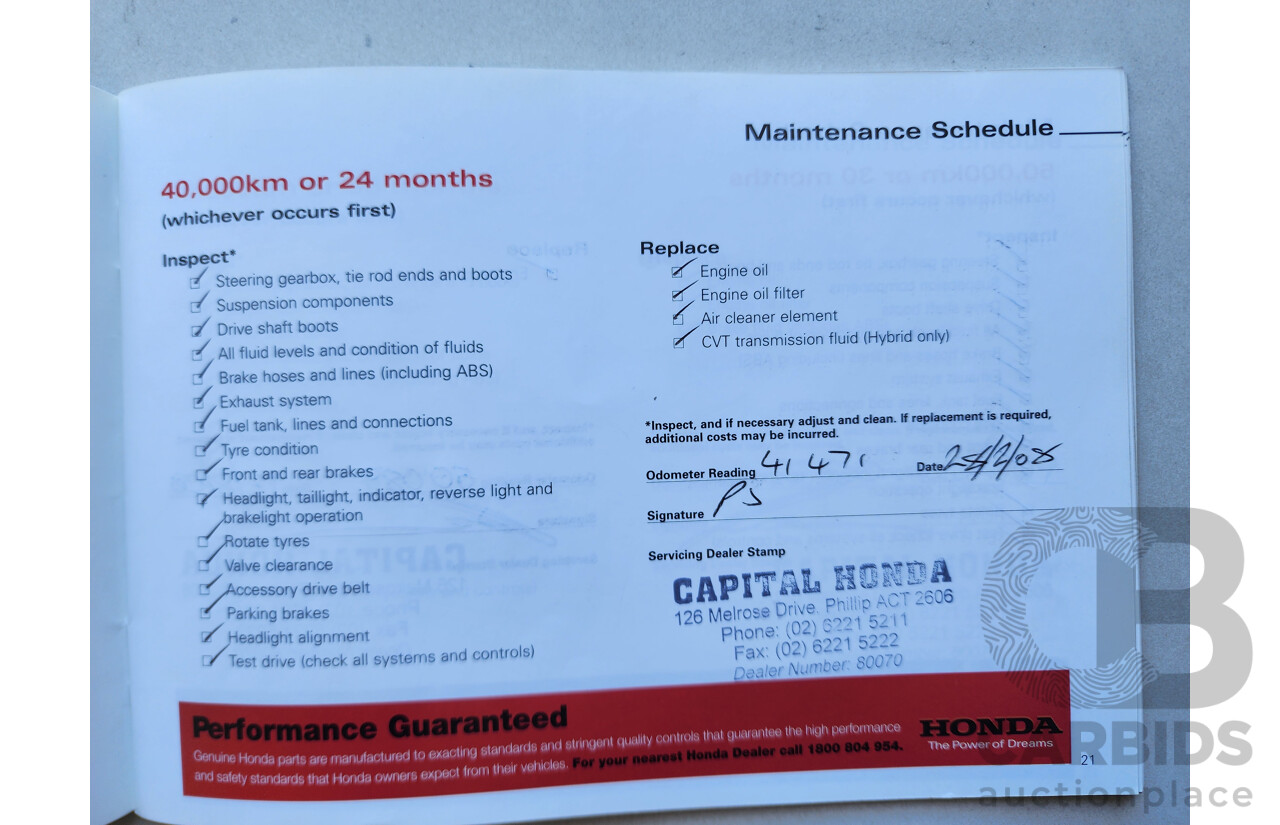 Maintenance Schedule
40,000km or 24 months
(whichever occurs first)
Inspect*
Steering gearbox, tie rod ends and boots
Suspension components
Drive shaft boots
All fluid levels and condition of fluids
Brake hoses and lines (including ABS)
Exhaust system
Fuel tank, lines and connections
Tyre condition
Front and rear brakes
Headlight, taillight, indicator, reverse light and
brakelight operation
Rotate tyres
Valve clearance
Accessory drive belt
Parking brakes
Headlight alignment
Test drive (check all systems and controls)
Replace
Engine oil
Engine oil filter
Air cleaner element
CVT transmission fluid (Hybrid only)
*Inspect, and if necessary adjust and clean. If replacement is required,
additional costs may be incurred.
Odometer Reading 41 471 Date
Signature PJ
Servicing Dealer Stamp
CAPITAL HONDA
126 Melrose Drive. Phillip ACT 2606
Phone: (02) 6221 5211
Fax: (02) 6221 5222
Dealer Number: 80070
Performance Guaranteed
Genuine Honda parts are manufactured to exacting standards and stringent quality controls that guarantee the high performance
and safety standards that Honda owners expect from their vehicles. For your nearest Honda Dealer call 1800 804 954.
HONDA
The Power of Dreams
21
CARBIDS
auctionplace